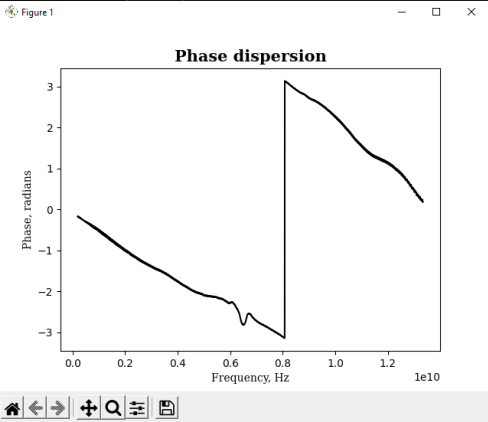 Figure 1
Phase dispersion
3
2
1
0
−1
−2
−3
Phase, radians
0.0 0.2 0.4 0.6 0.8 1.0 1.2
1e10
Frequency, Hz